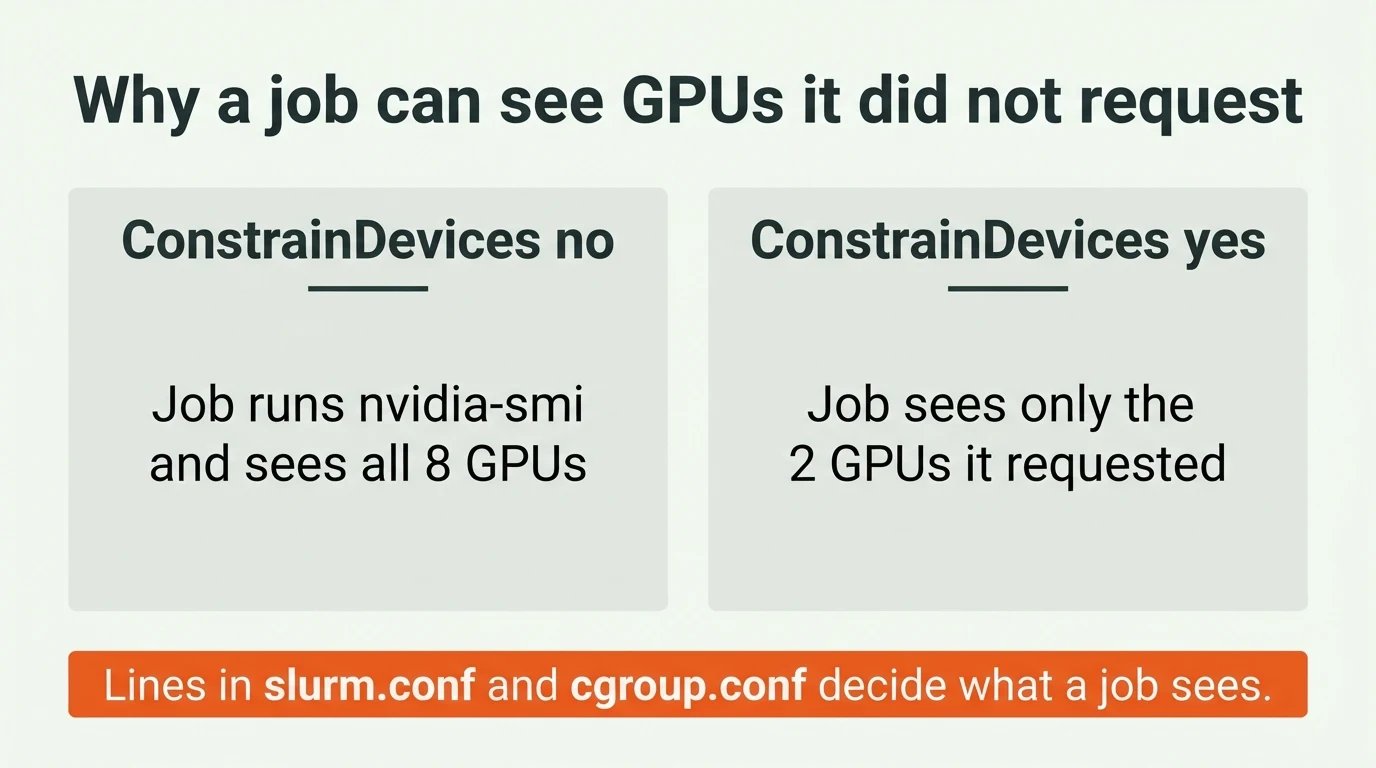 Why a job can see GPUs it did not request
ConstrainDevices no
Job runs nvidia-smi
and sees all 8 GPUs
ConstrainDevices yes
Job sees only the
2 GPUs it requested
Lines in slurm.conf and cgroup.conf decide what a job sees.